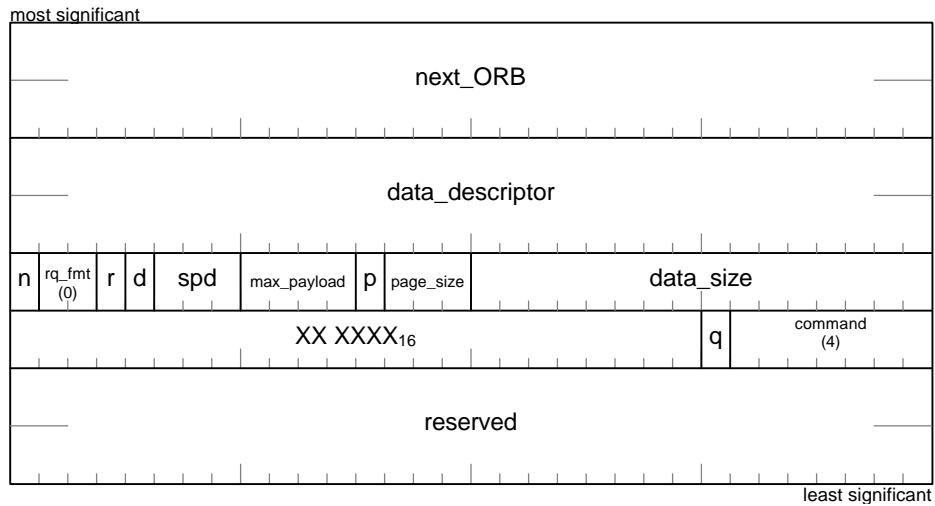 most significant
next_ORB
data_descriptor
n rq_fmt (0) r d spd max_payload p page_size data_size
XX XXXX₁₆ q command (4)
reserved
least significant